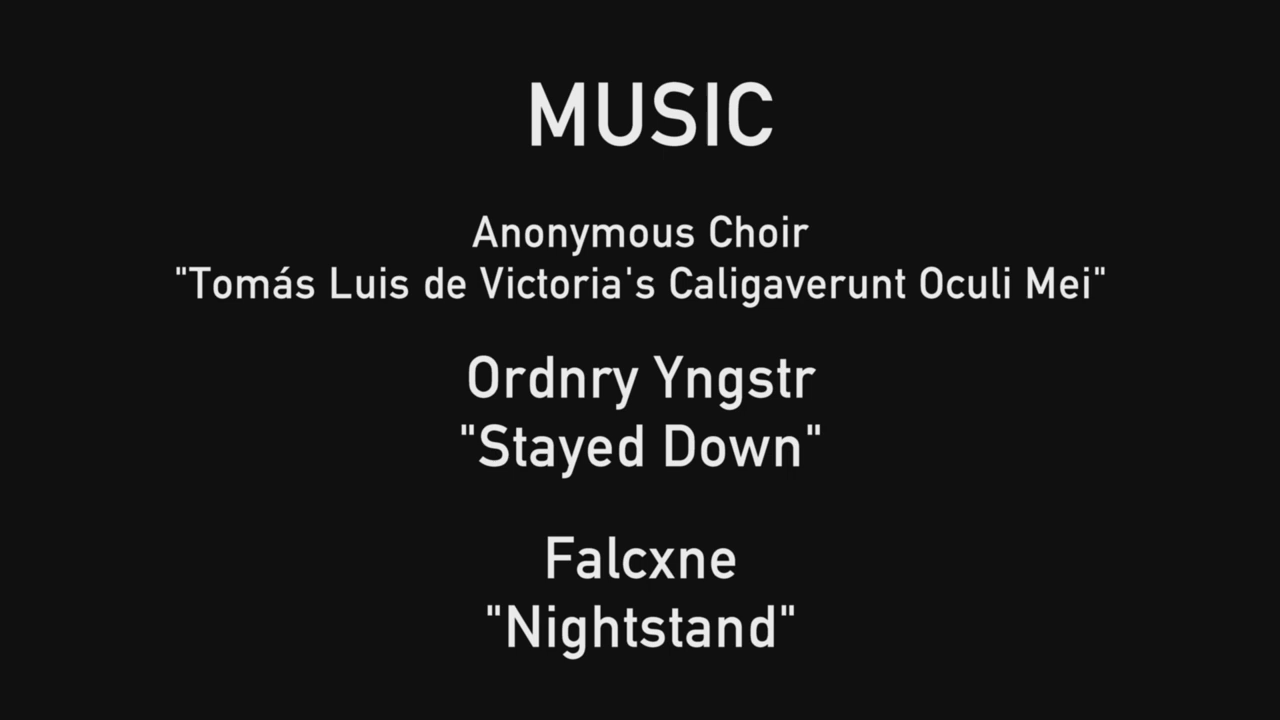 MUSIC
Anonymous Choir
"Tomás Luis de Victoria's Caligaverunt Oculi Mei"
Ordnry Yngstr
"Stayed Down"
Falcxne
"Nightstand"